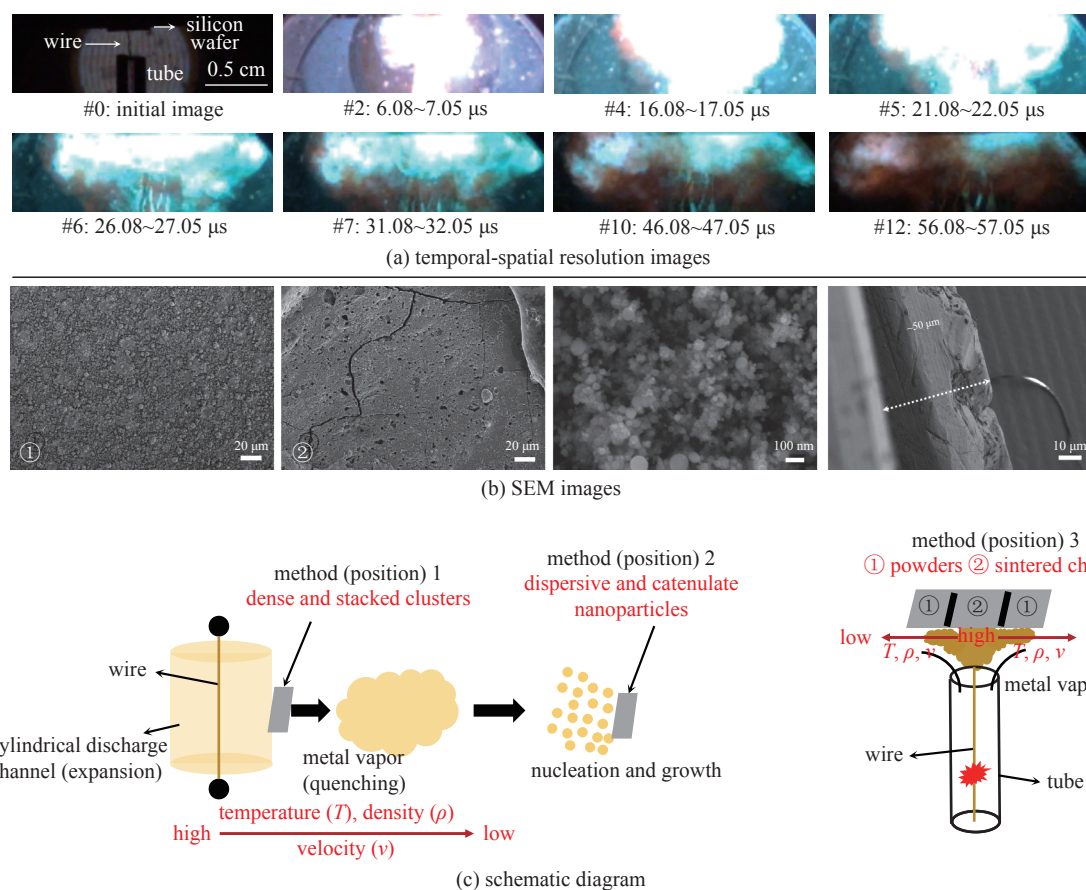 wire
silicon
wafer
tube
0.5 cm
#0: initial image
#2: 6.08~7.05 μs
#4: 16.08~17.05 μs
#5: 21.08~22.05 μs
#6: 26.08~27.05 μs
#7: 31.08~32.05 μs
#10: 46.08~47.05 μs
#12: 56.08~57.05 μs
(a) temporal-spatial resolution images
① 20 μm
② 20 μm
100 nm
~50 μm
10 μm
(b) SEM images
method (position) 1
dense and stacked clusters
method (position) 2
dispersive and catenulate
nanoparticles
method (position) 3
① powders ② sintered ch
① ② ①
low high
T, ρ, v T, ρ, v
metal vap
wire
tube
wire
ylindrical discharge
hannel (expansion)
metal vapor
(quenching)
nucleation and growth
temperature (T), density (ρ)
high low
velocity (v)
(c) schematic diagram